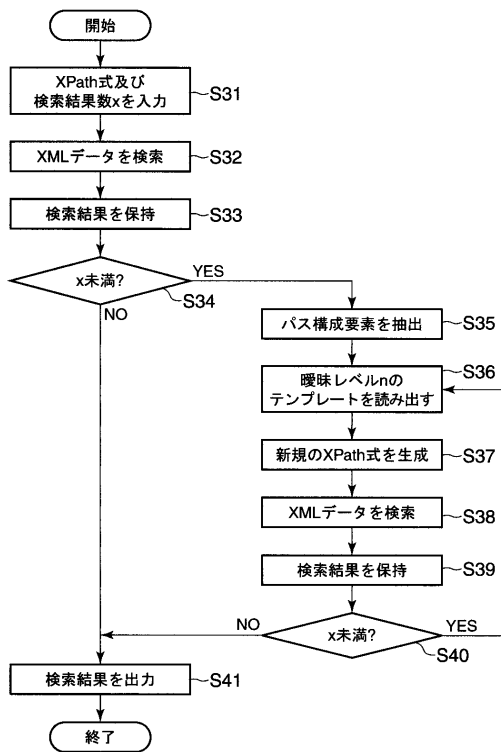 開始
XPath式及び
検索結果数xを入力
S31
XMLデータを検索
S32
検索結果を保持
S33
x未満?
YES
S34
NO
パス構成要素を抽出
S35
S36
曖昧レベルnの
テンプレートを読み出す
新規のXPath式を生成
S37
XMLデータを検索
S38
検索結果を保持
S39
NO
x未満?
YES
S40
検索結果を出力
S41
終了